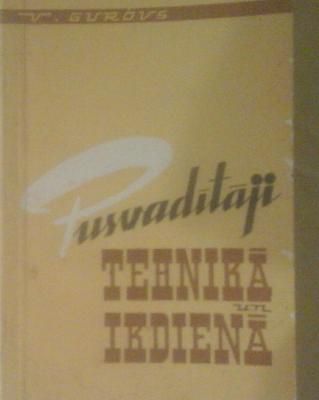 V. GUROVS
Pusvadītāji
TEHNIKĀ
un
IKDIENĀ